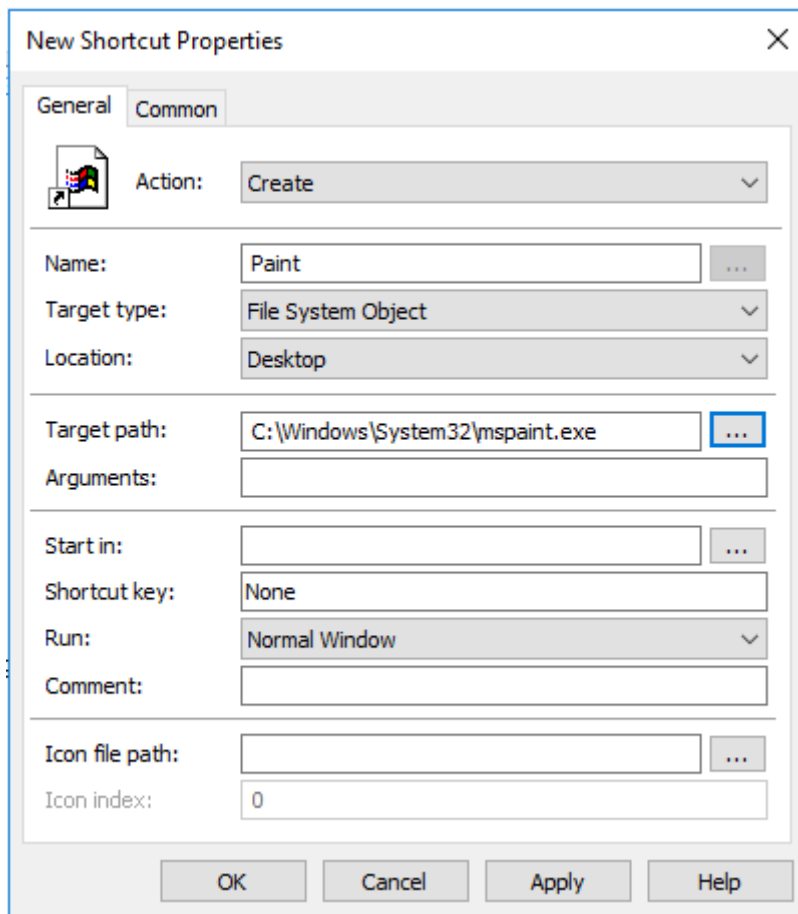 New Shortcut Properties
General Common
Action: Create
Name: Paint ...
Target type: File System Object
Location: Desktop
Target path: C:\Windows\System32\mspaint.exe ...
Arguments:
Start in: ...
Shortcut key: None
Run: Normal Window
Comment:
Icon file path: ...
Icon index: 0
OK Cancel Apply Help